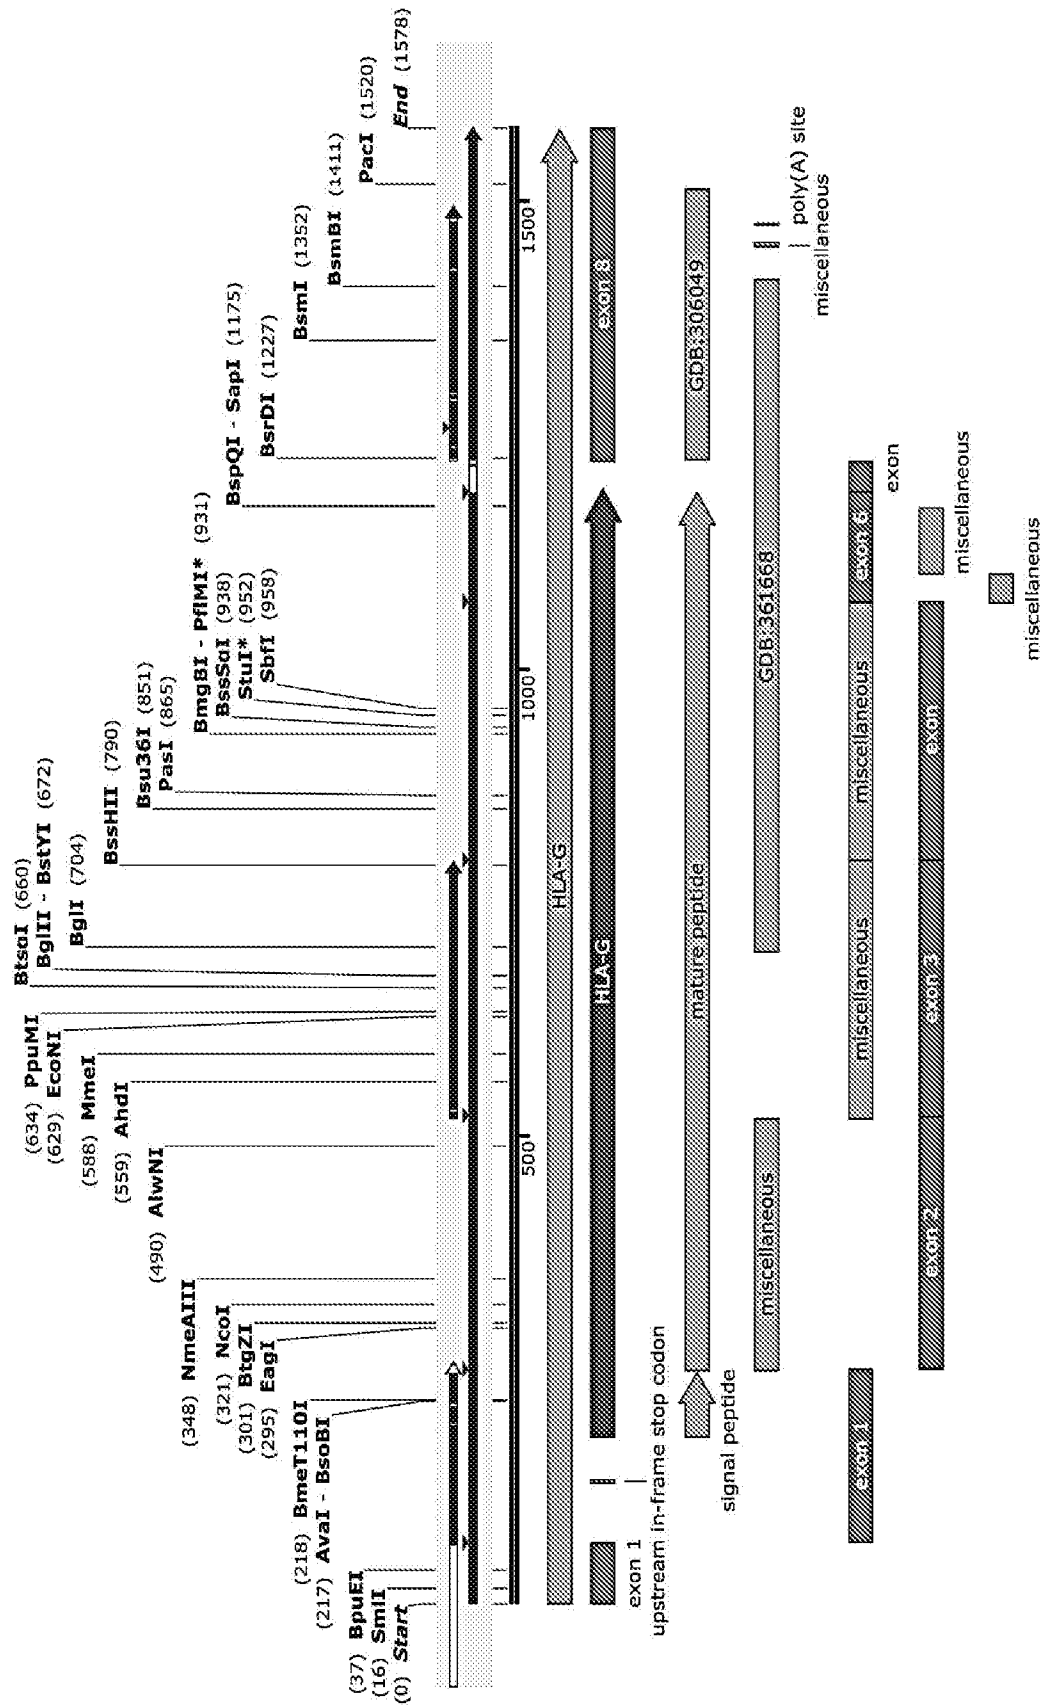 (634) PpuMI
(629) EcoNI
(588) MmeI
(559) AhdI
(490) AlwNI
(348) NmeAIII
(321) NcoI
(301) BtgZI
(295) EagI
(218) BmeT110I
(217) AvaI - BsoBI
(37) BpuEI
(16) SmlI
(0) Start
BtsaI (660)
BglII - BstYI (672)
BglI (704)
BssHII (790)
Bsu36I (851)
PasI (865)
BmgBI - PflMI* (931)
BssSaI (938)
StuI* (952)
SbfI (958)
BspQI - SapI (1175)
BsrDI (1227)
BsmI (1352)
BsmBI (1411)
PacI (1520)
End (1578)
500
1000
1500
HLA-G
exon 1
upstream in-frame stop codon
HLA-G
exon 8
signal peptide
mature peptide
GDB:306049
miscellaneous
GDB:361668
poly(A) site
miscellaneous
exon 1
miscellaneous
miscellaneous
exon 6
exon
exon 2
exon 3
exon
miscellaneous
miscellaneous